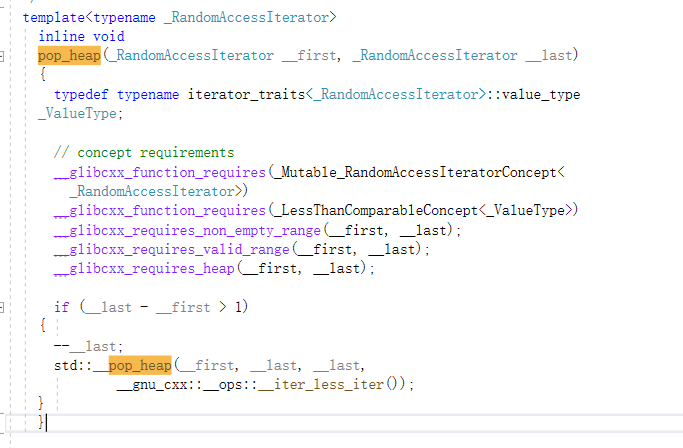 template<typename _RandomAccessIterator>
inline void
pop_heap(_RandomAccessIterator __first, _RandomAccessIterator __last)
{
typedef typename iterator_traits<_RandomAccessIterator>::value_type
_ValueType;
// concept requirements
__glibcxx_function_requires(_Mutable_RandomAccessIteratorConcept<
_RandomAccessIterator>)
__glibcxx_function_requires(_LessThanComparableConcept<_ValueType>)
__glibcxx_requires_non_empty_range(__first, __last);
__glibcxx_requires_valid_range(__first, __last);
__glibcxx_requires_heap(__first, __last);
if (__last - __first > 1)
{
--__last;
std::__pop_heap(__first, __last, __last,
__gnu_cxx::__ops::__iter_less_iter());
}
}